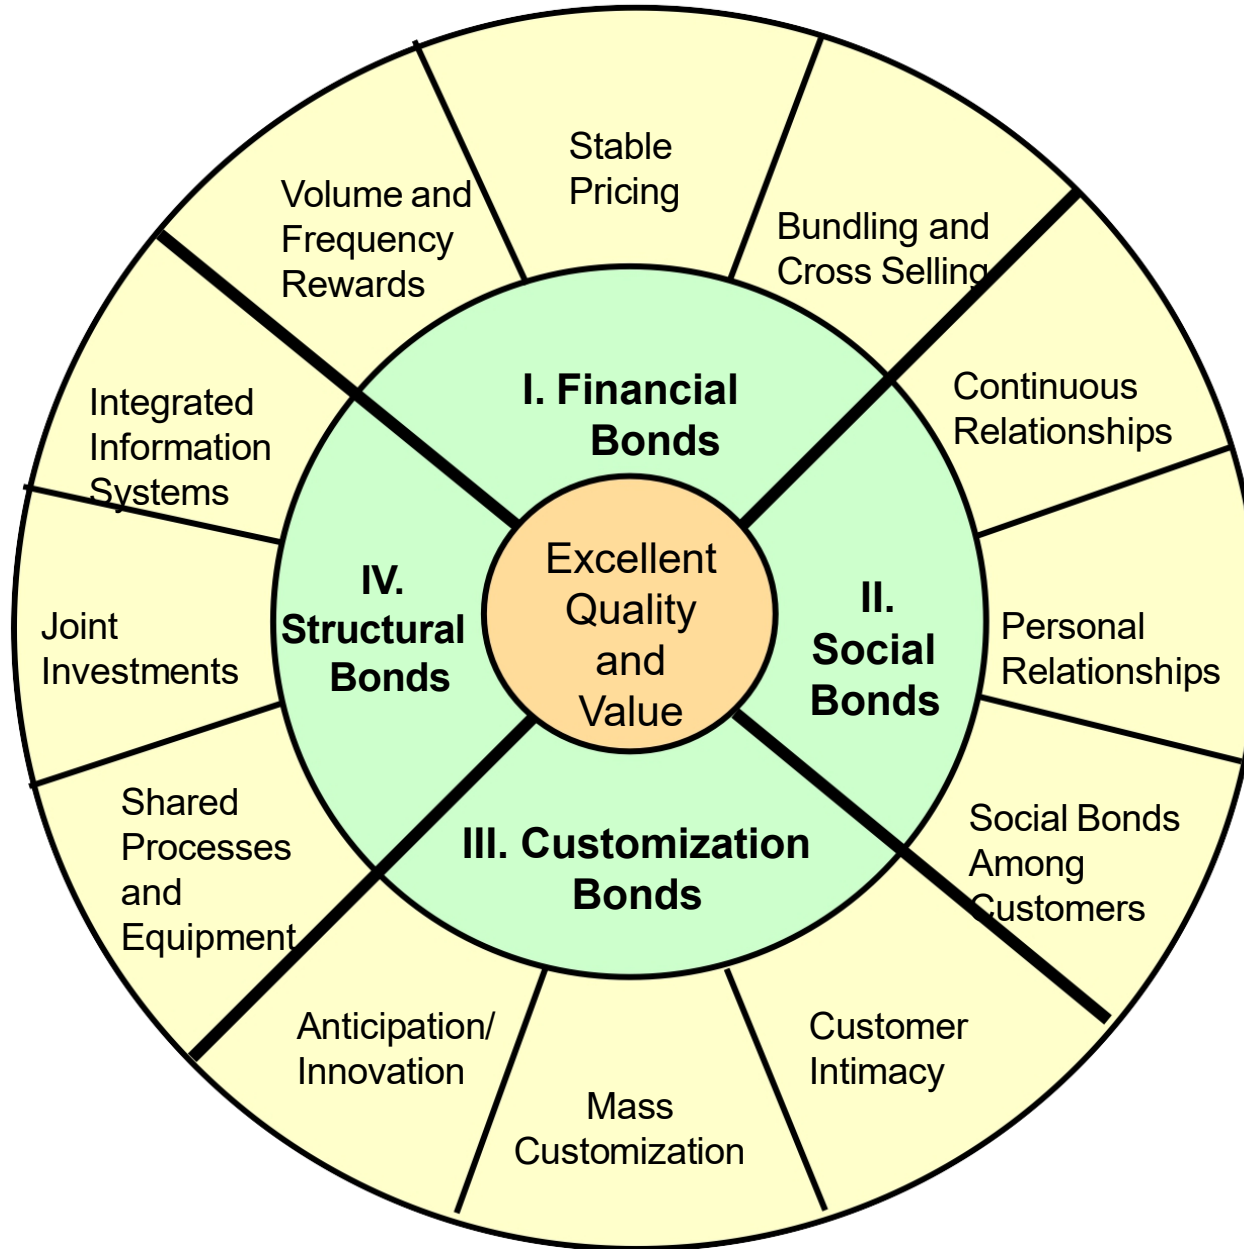 Stable
Pricing
Volume and
Frequency
Rewards
Bundling and
Cross Selling
I. Financial
Bonds
Integrated
Information
Systems
Continuous
Relationships
Excellent
Quality
and
Value
IV.
Structural
Bonds
II.
Social
Bonds
Joint
Investments
Personal
Relationships
Shared
Processes
and
Equipment
III. Customization
Bonds
Social Bonds
Among
Customers
Anticipation/
Innovation
Mass
Customization
Customer
Intimacy